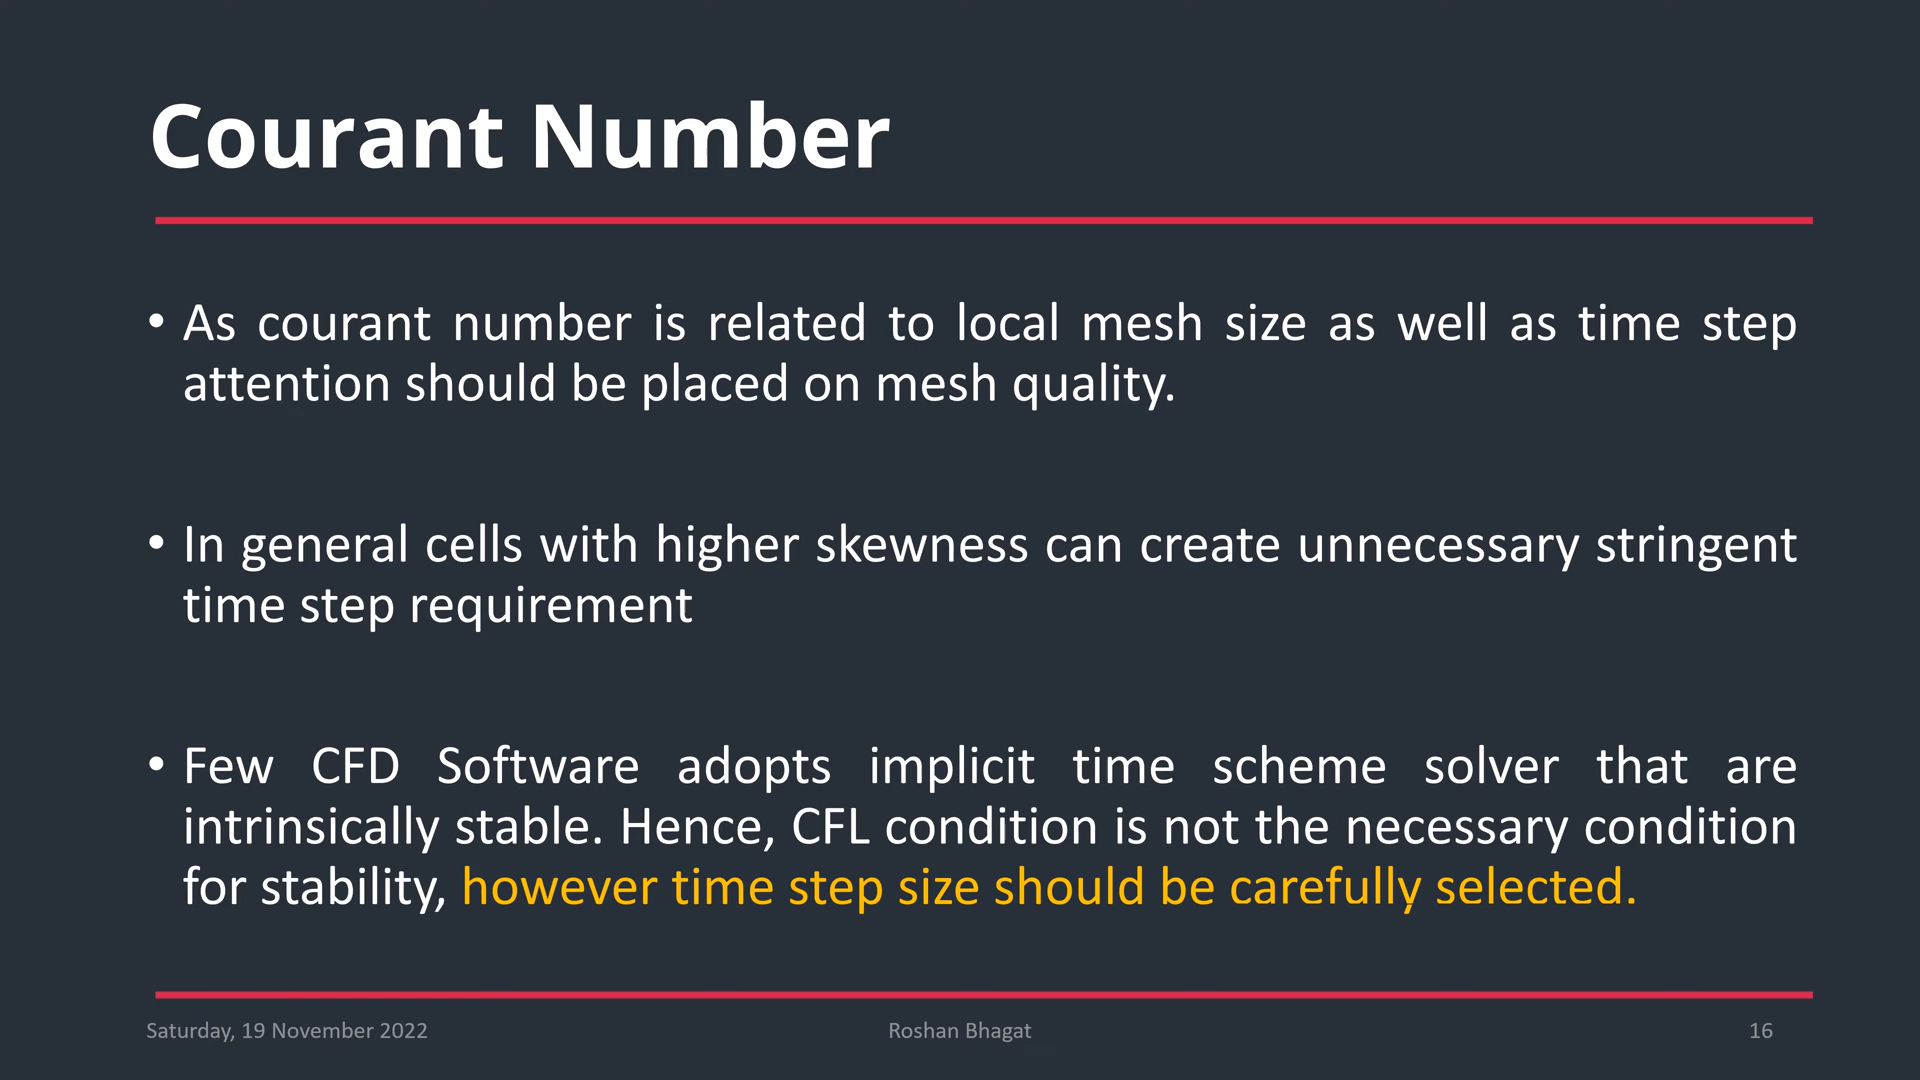 Courant Number
• As courant number is related to local mesh size as well as time step
attention should be placed on mesh quality.
• In general cells with higher skewness can create unnecessary stringent
time step requirement
• Few CFD Software adopts implicit time scheme solver that are
intrinsically stable. Hence, CFL condition is not the necessary condition
for stability, however time step size should be carefully selected.
Saturday, 19 November 2022
Roshan Bhagat
16